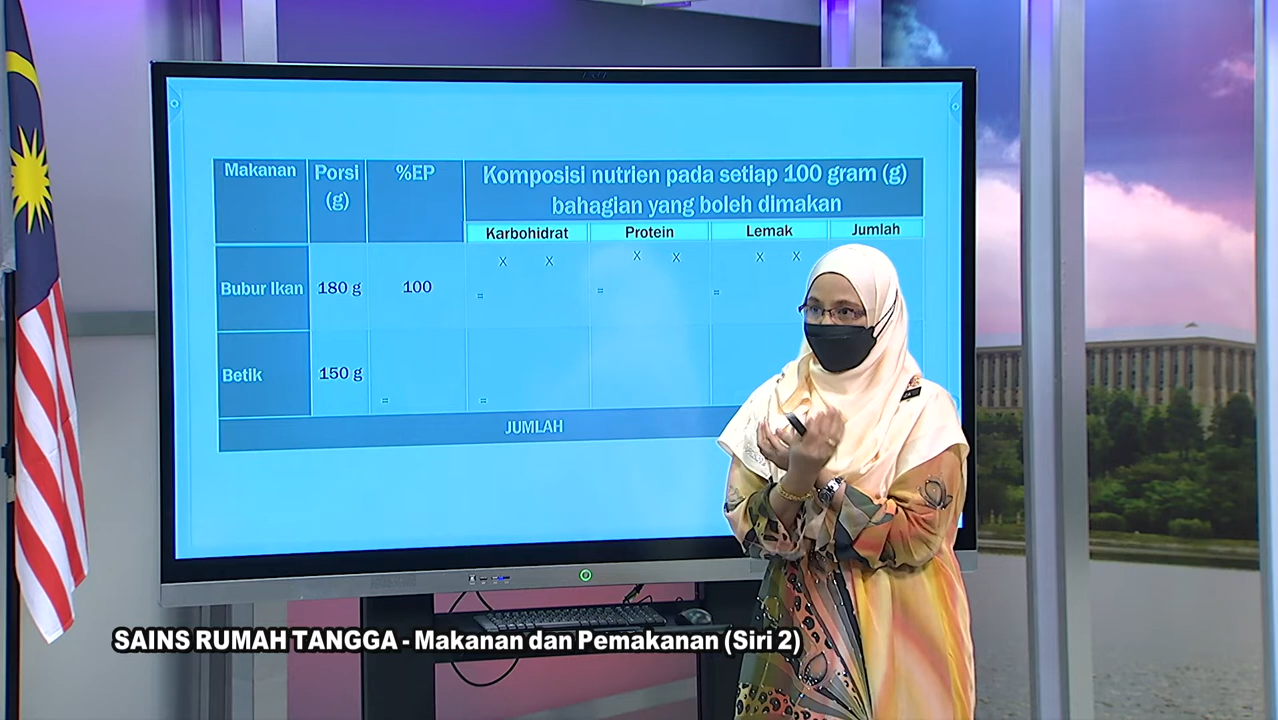 Makanan Porsi (g) %EP Komposisi nutrien pada setiap 100 gram (g)
bahagian yang boleh dimakan
Karbohidrat Protein Lemak Jumlah
X X X X X X
Bubur Ikan 180 g 100 = = =
Betik 150 g = =
JUMLAH
SAINS RUMAH TANGGA - Makanan dan Pemakanan (Siri 2)